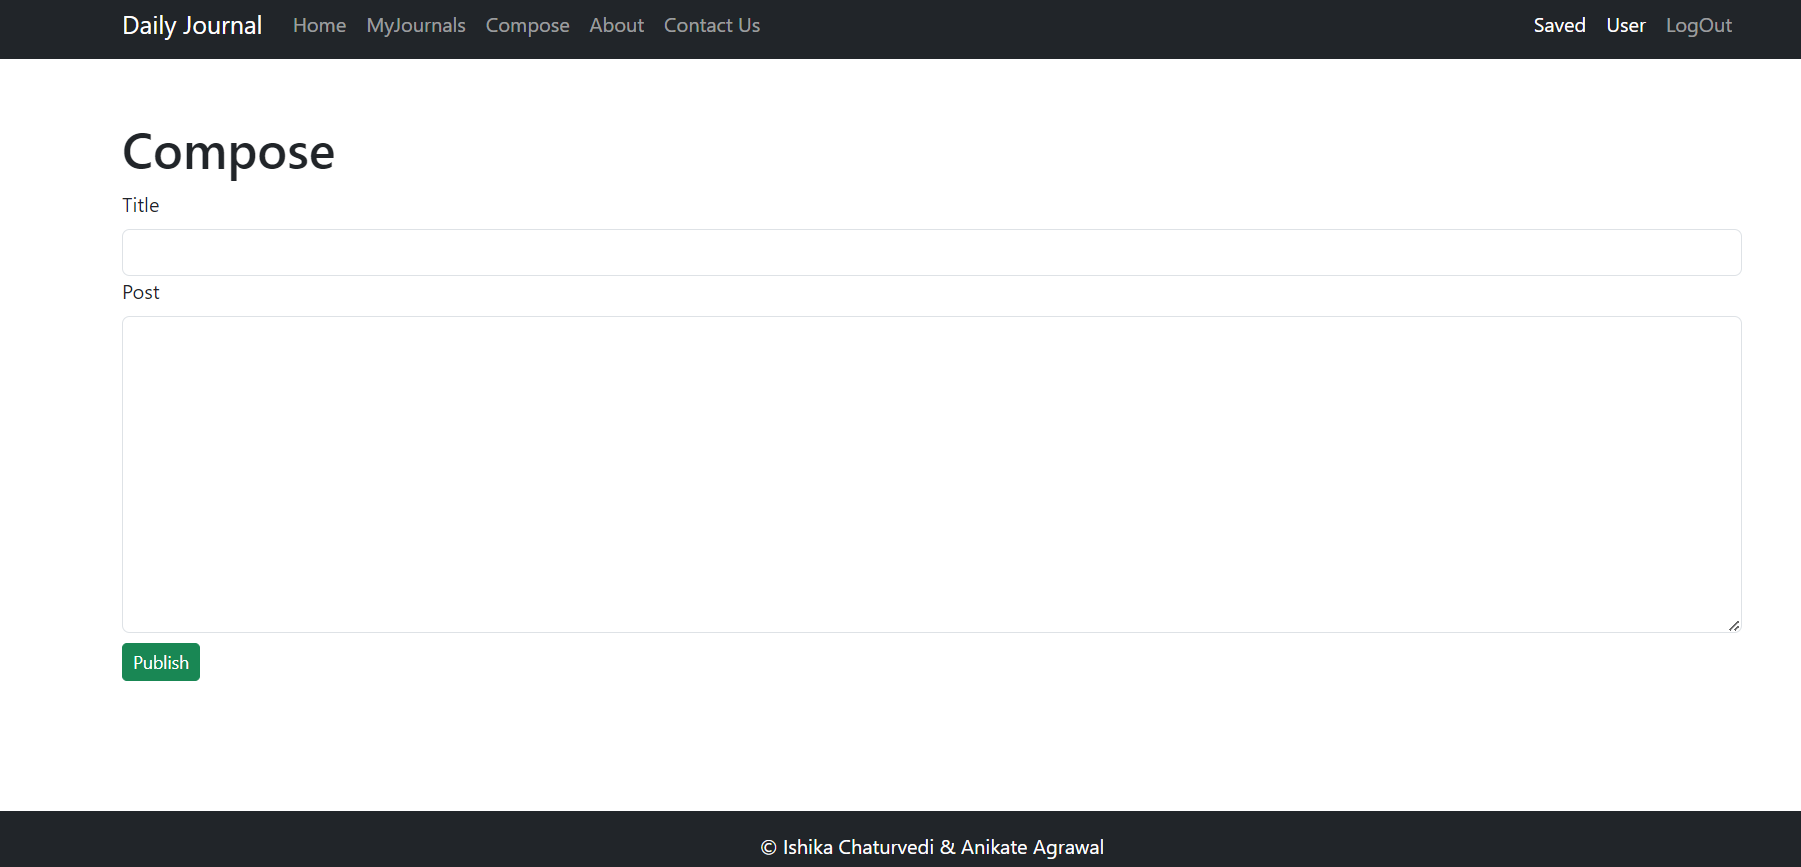 Daily Journal Home MyJournals Compose About Contact Us Saved User LogOut
Compose
Title
Post
Publish
© Ishika Chaturvedi & Anikate Agrawal